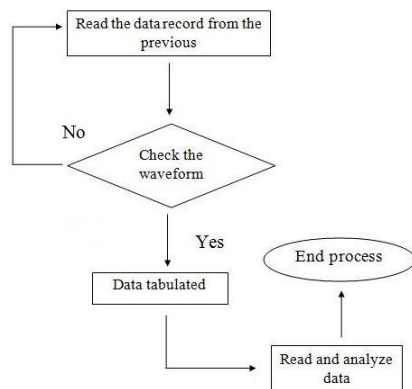 Read the data record from the
previous
No
Check the
waveform
Yes
End process
Data tabulated
Read and analyze
data